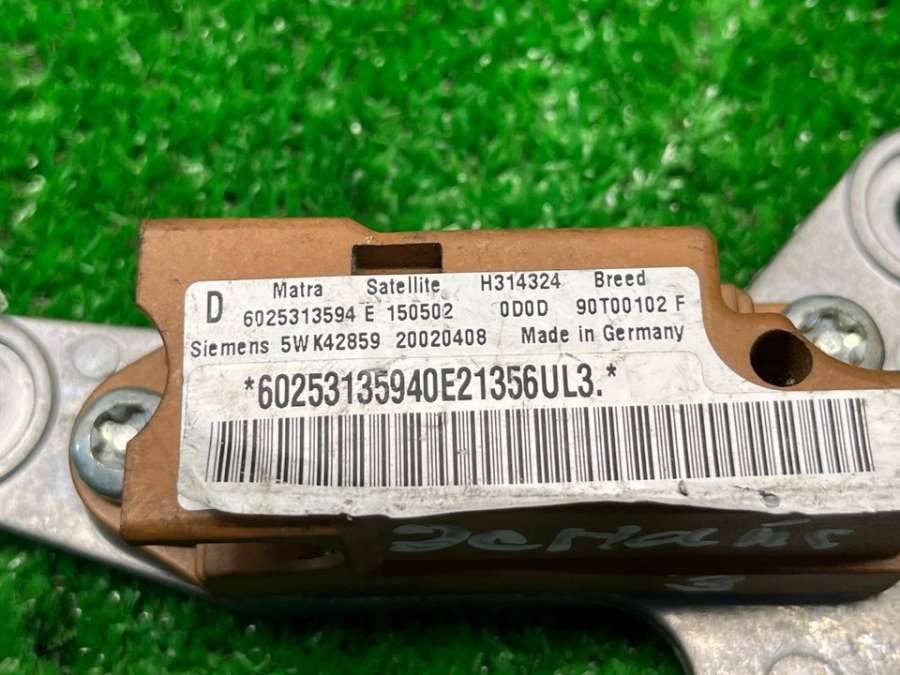 D Matra Satellite H314324 Breed
6025313594 E 150502 0D0D 90T00102 F
Siemens 5WK42859 20020408 Made in Germany
*60253135940E21356UL3.*